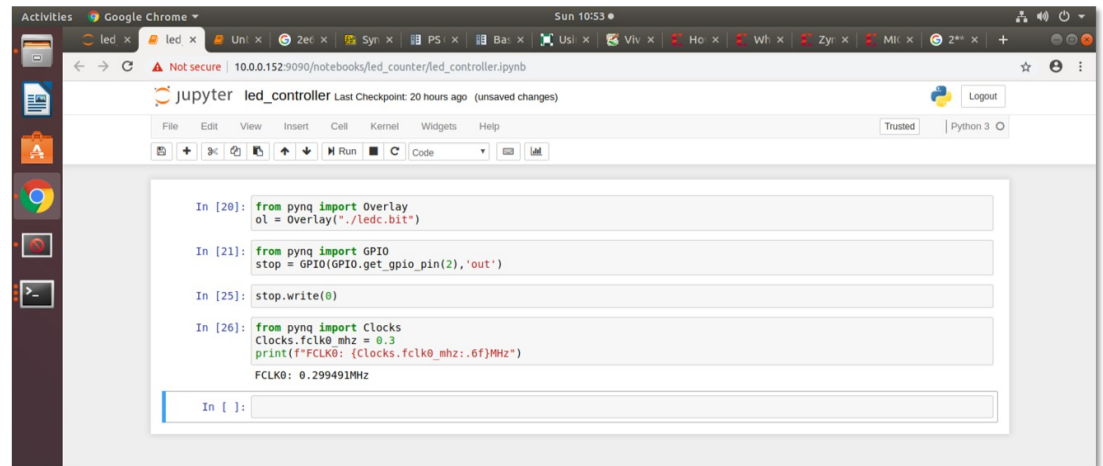 Activities Google Chrome Sun 10:53
led led Unt 2ed Syn PS Bas Usi Viv Ho Wh Zyn MIC 2**
Not secure 10.0.0.152:9090/notebooks/led_counter/led_controller.ipynb
jupyter led_controller Last Checkpoint: 20 hours ago (unsaved changes) Logout
File Edit View Insert Cell Kernel Widgets Help Trusted Python 3
Run C Code
In [20]: from pynq import Overlay
ol = Overlay("./ledc.bit")
In [21]: from pynq import GPIO
stop = GPIO(GPIO.get_gpio_pin(2),'out')
In [25]: stop.write(0)
In [26]: from pynq import Clocks
Clocks.fclk0_mhz = 0.3
print(f"FCLK0: {Clocks.fclk0_mhz:.6f}MHz")
FCLK0: 0.299491MHz
In [ ]: